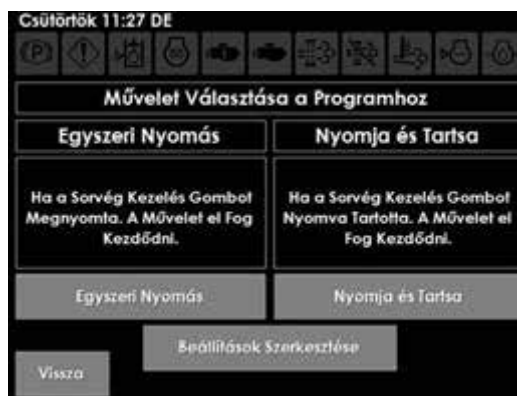 Csütörtök 11:27 DE
Művelet Választása a Programhoz
Egyszeri Nyomás
Nyomja és Tartsa
Ha a Sorvég Kezelés Gombot
Megnyomta. A Művelet el Fog
Kezdődni.
Ha a Sorvég Kezelés Gombot
Nyomva Tartotta. A Művelet el
Fog Kezdődni.
Egyszeri Nyomás
Nyomja és Tartsa
Beállítások Szerkesztése
Vissza